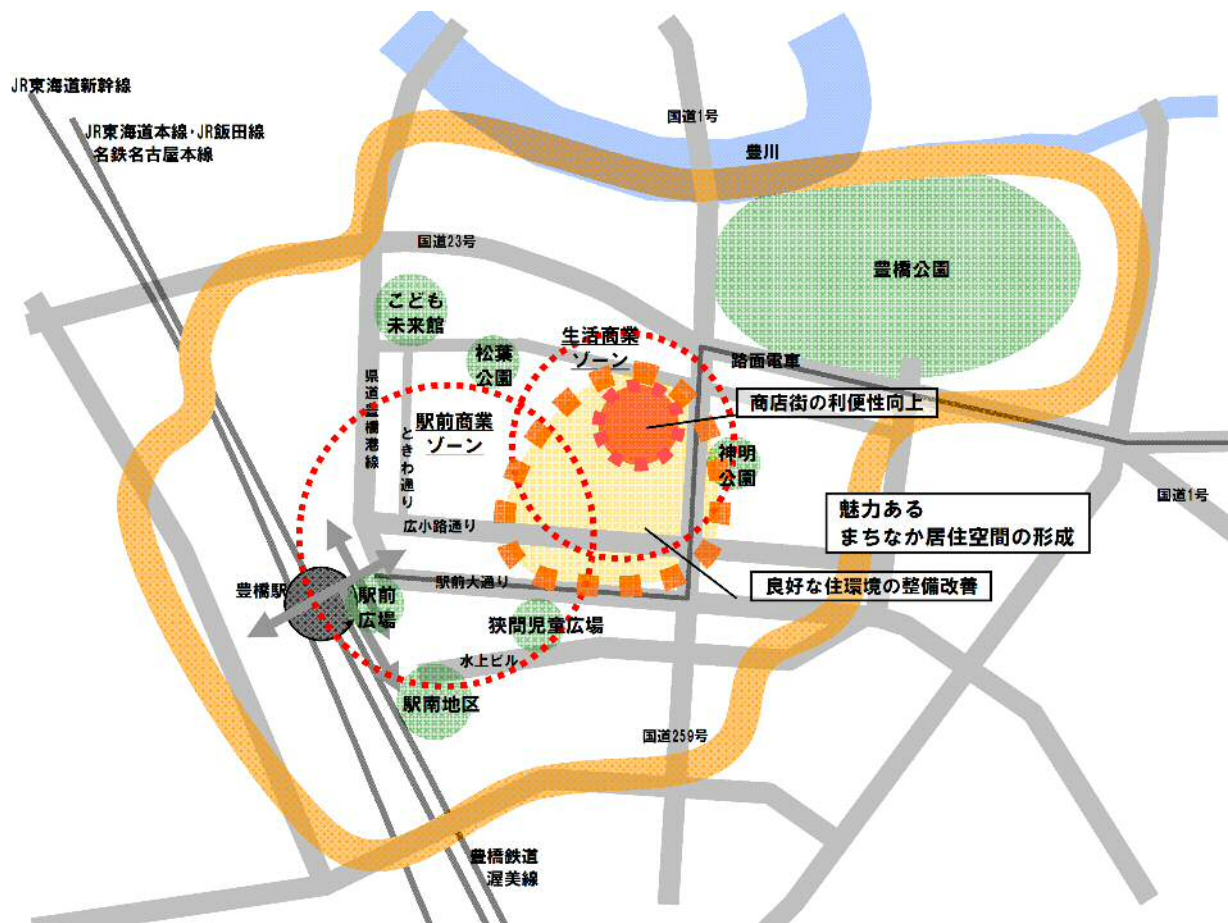 JR東海道新幹線
JR東海道本線・JR飯田線
名鉄名古屋本線
国道1号
豊川
国道23号
豊橋公園
こども
未来館
生活商業
ゾーン
松葉
公園
路面電車
県道豊橋港線
ときわ通り
駅前商業
ゾーン
商店街の利便性向上
神明
公園
国道1号
魅力ある
まちなか居住空間の形成
広小路通り
良好な住環境の整備改善
豊橋駅
駅前大通り
駅前
広場
狭間児童広場
水上ビル
駅南地区
国道259号
豊橋鉄道
渥美線